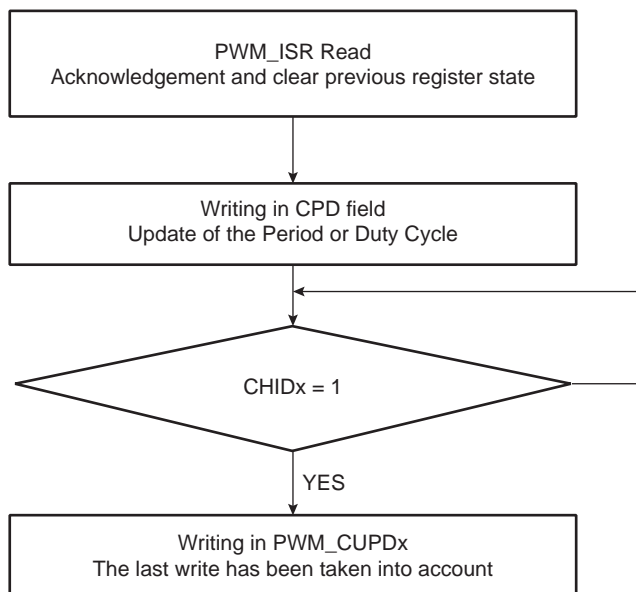 PWM_ISR Read
Acknowledgement and clear previous register state
Writing in CPD field
Update of the Period or Duty Cycle
CHIDx = 1
YES
Writing in PWM_CUPDx
The last write has been taken into account